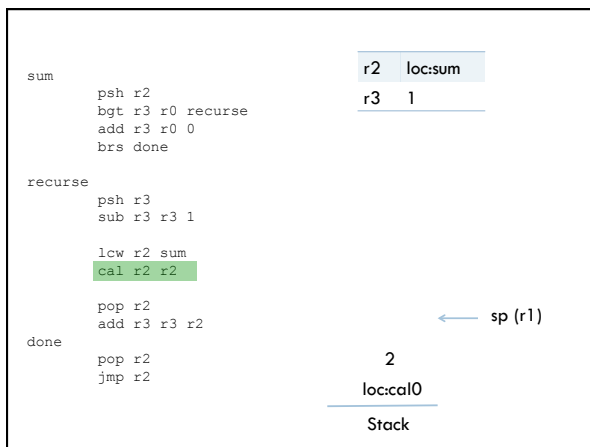 sum
psh r2
bgt r3 r0 recurse
add r3 r0 0
brs done
recurse
psh r3
sub r3 r3 1
lcw r2 sum
cal r2 r2
pop r2
add r3 r3 r2
done
pop r2
jmp r2
r2 loc:sum
r3 1
sp (r1)
2
loc:cal0
Stack